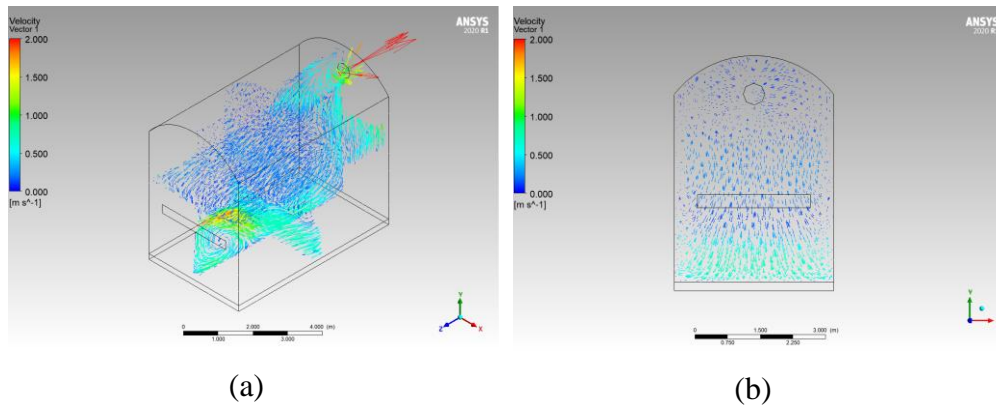 Velocity
Vector 1
2.000
1.500
1.000
0.500
0.000
[m s^-1]
ANSYS
2020 R1
0 2.000 4.000 (m)
1.000 3.000
Y
Z X
(a)
Velocity
Vector 1
2.000
1.500
1.000
0.500
0.000
[m s^-1]
ANSYS
2020 R
0 1.500 3.000 (m)
0.750 2.250
Y
(b)